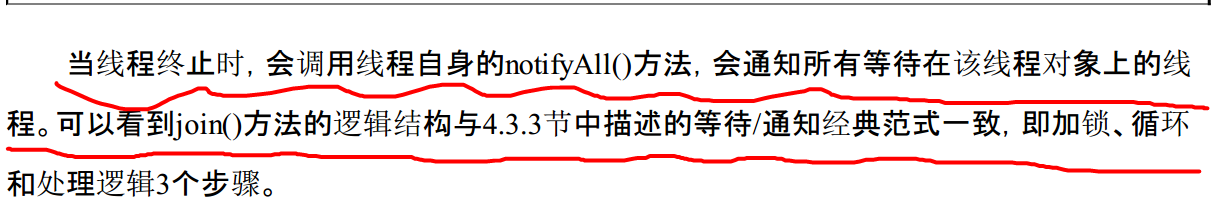 当线程终止时，会调用线程自身的notifyAll()方法，会通知所有等待在该线程对象上的线
程。可以看到join()方法的逻辑结构与4.3.3节中描述的等待/通知经典范式一致，即加锁、循环
和处理逻辑3个步骤。